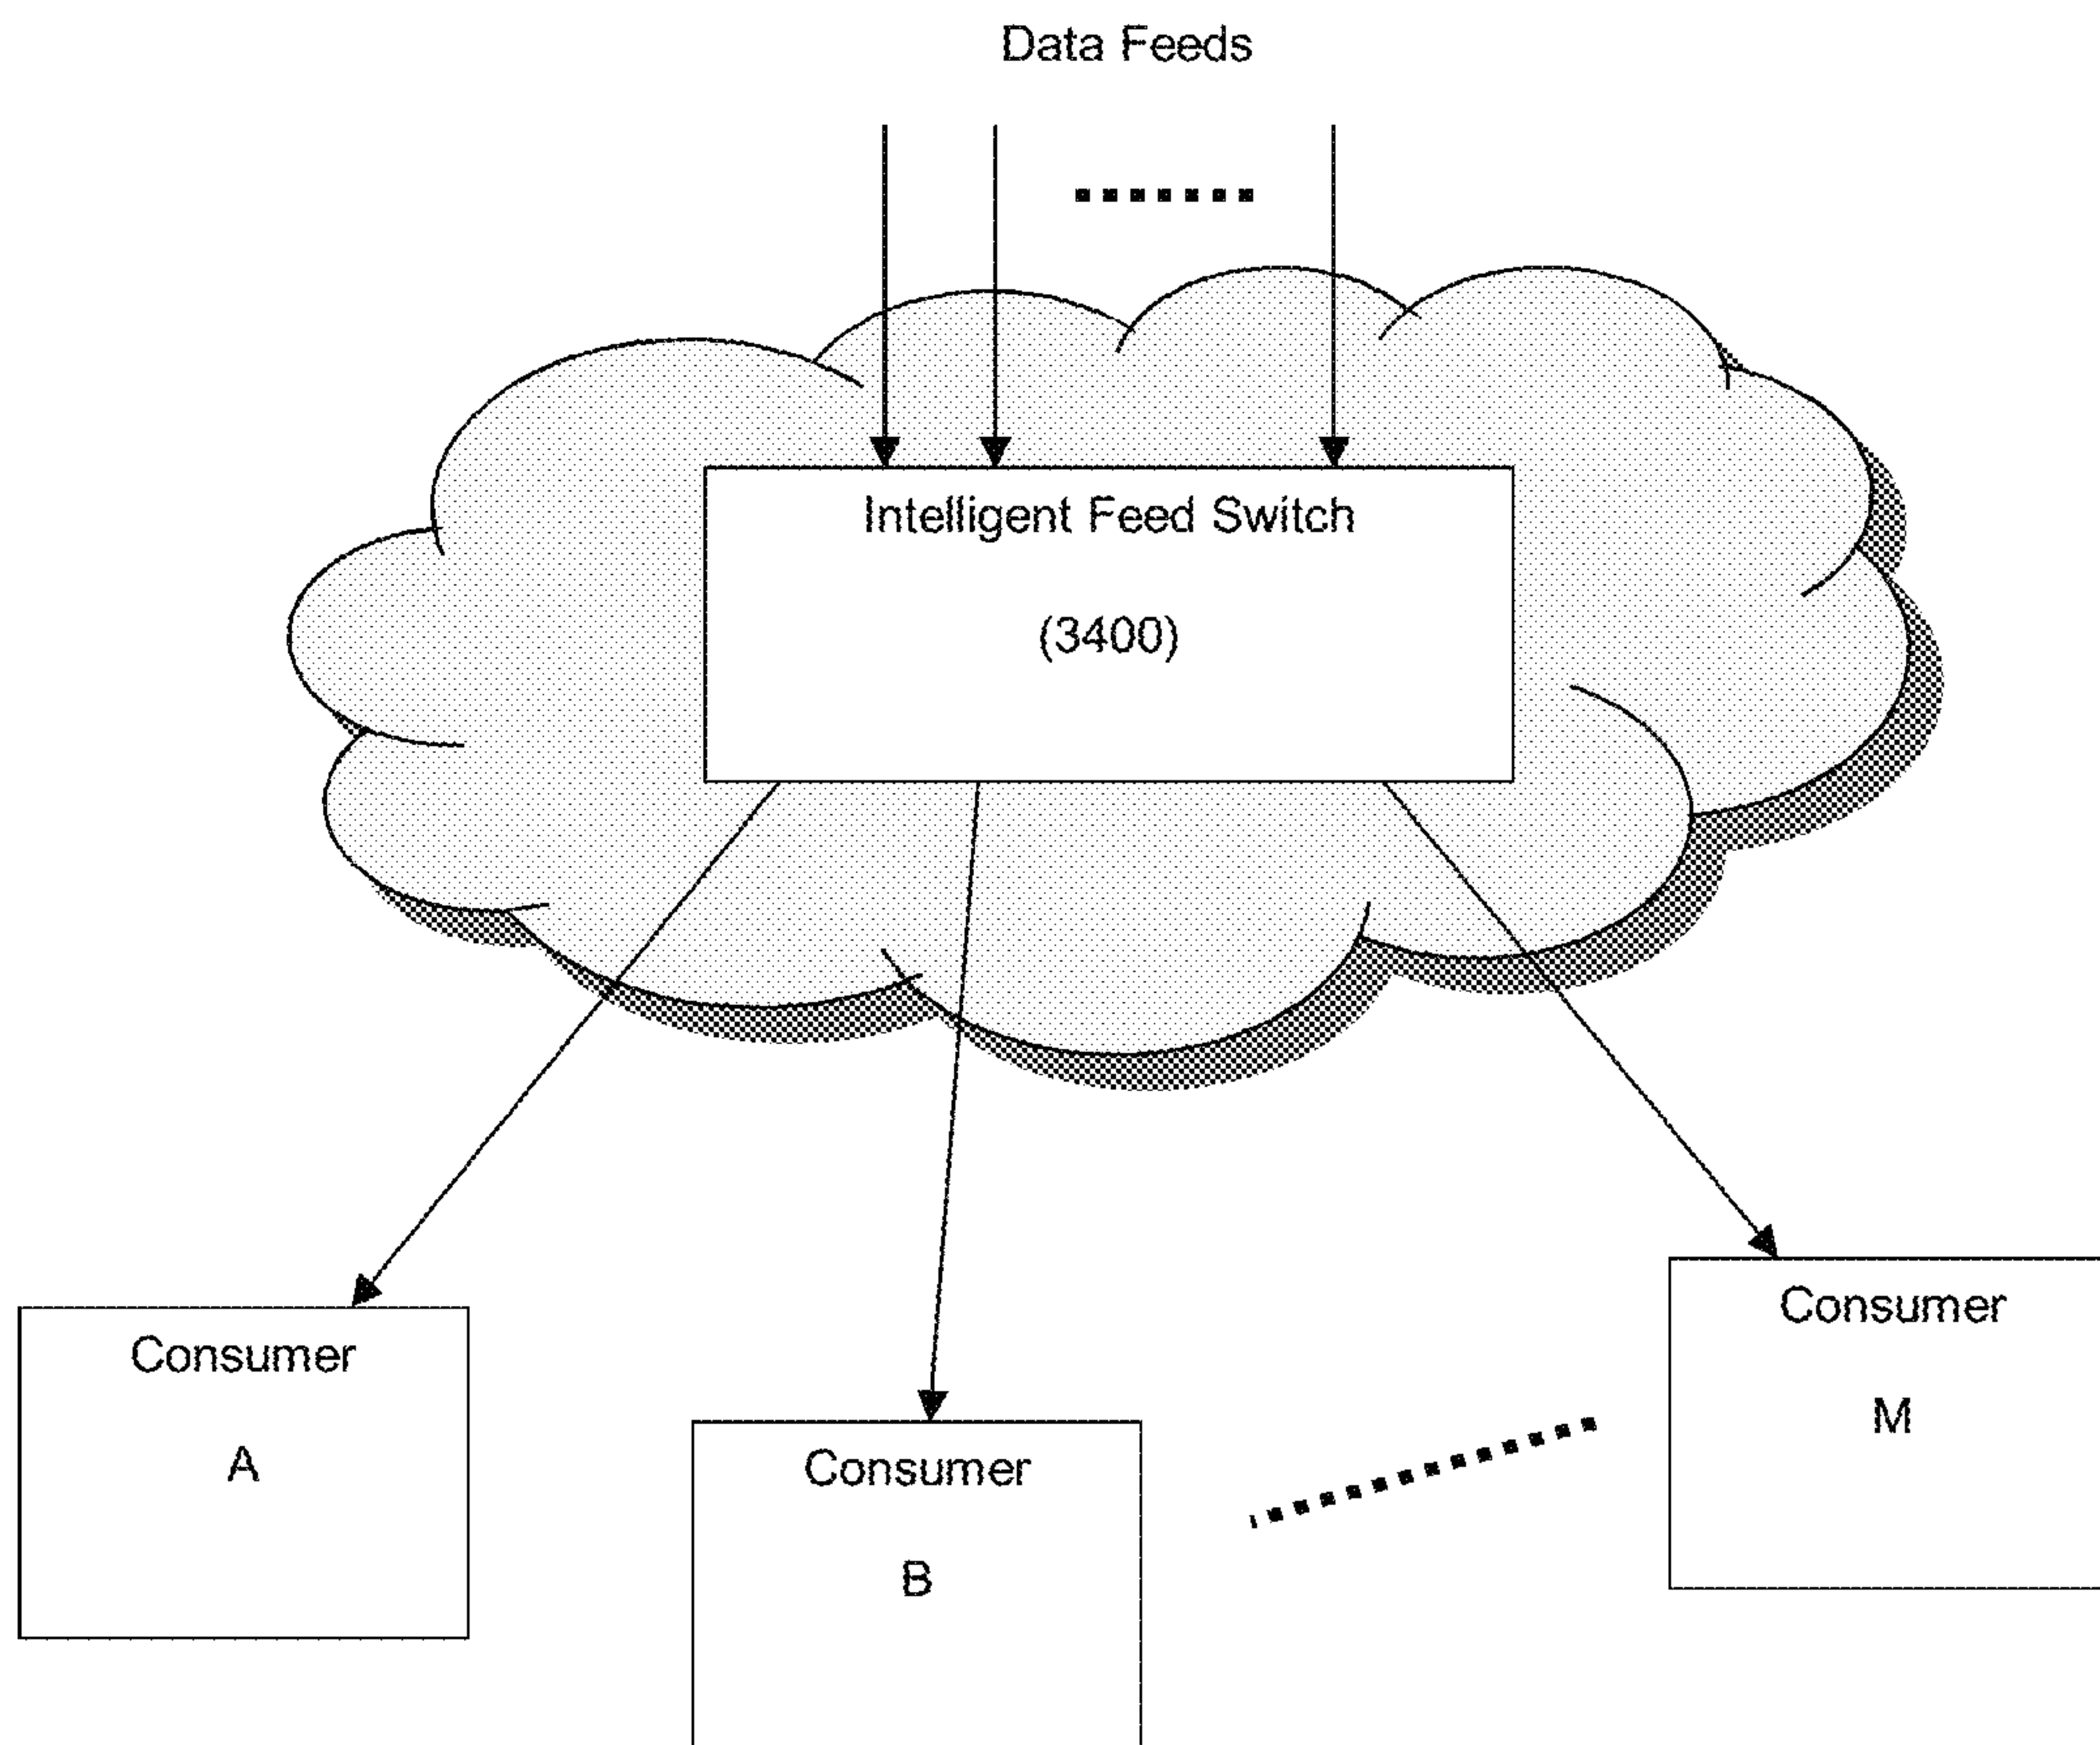 Data Feeds
Intelligent Feed Switch
(3400)
Consumer
A
Consumer
B
Consumer
M